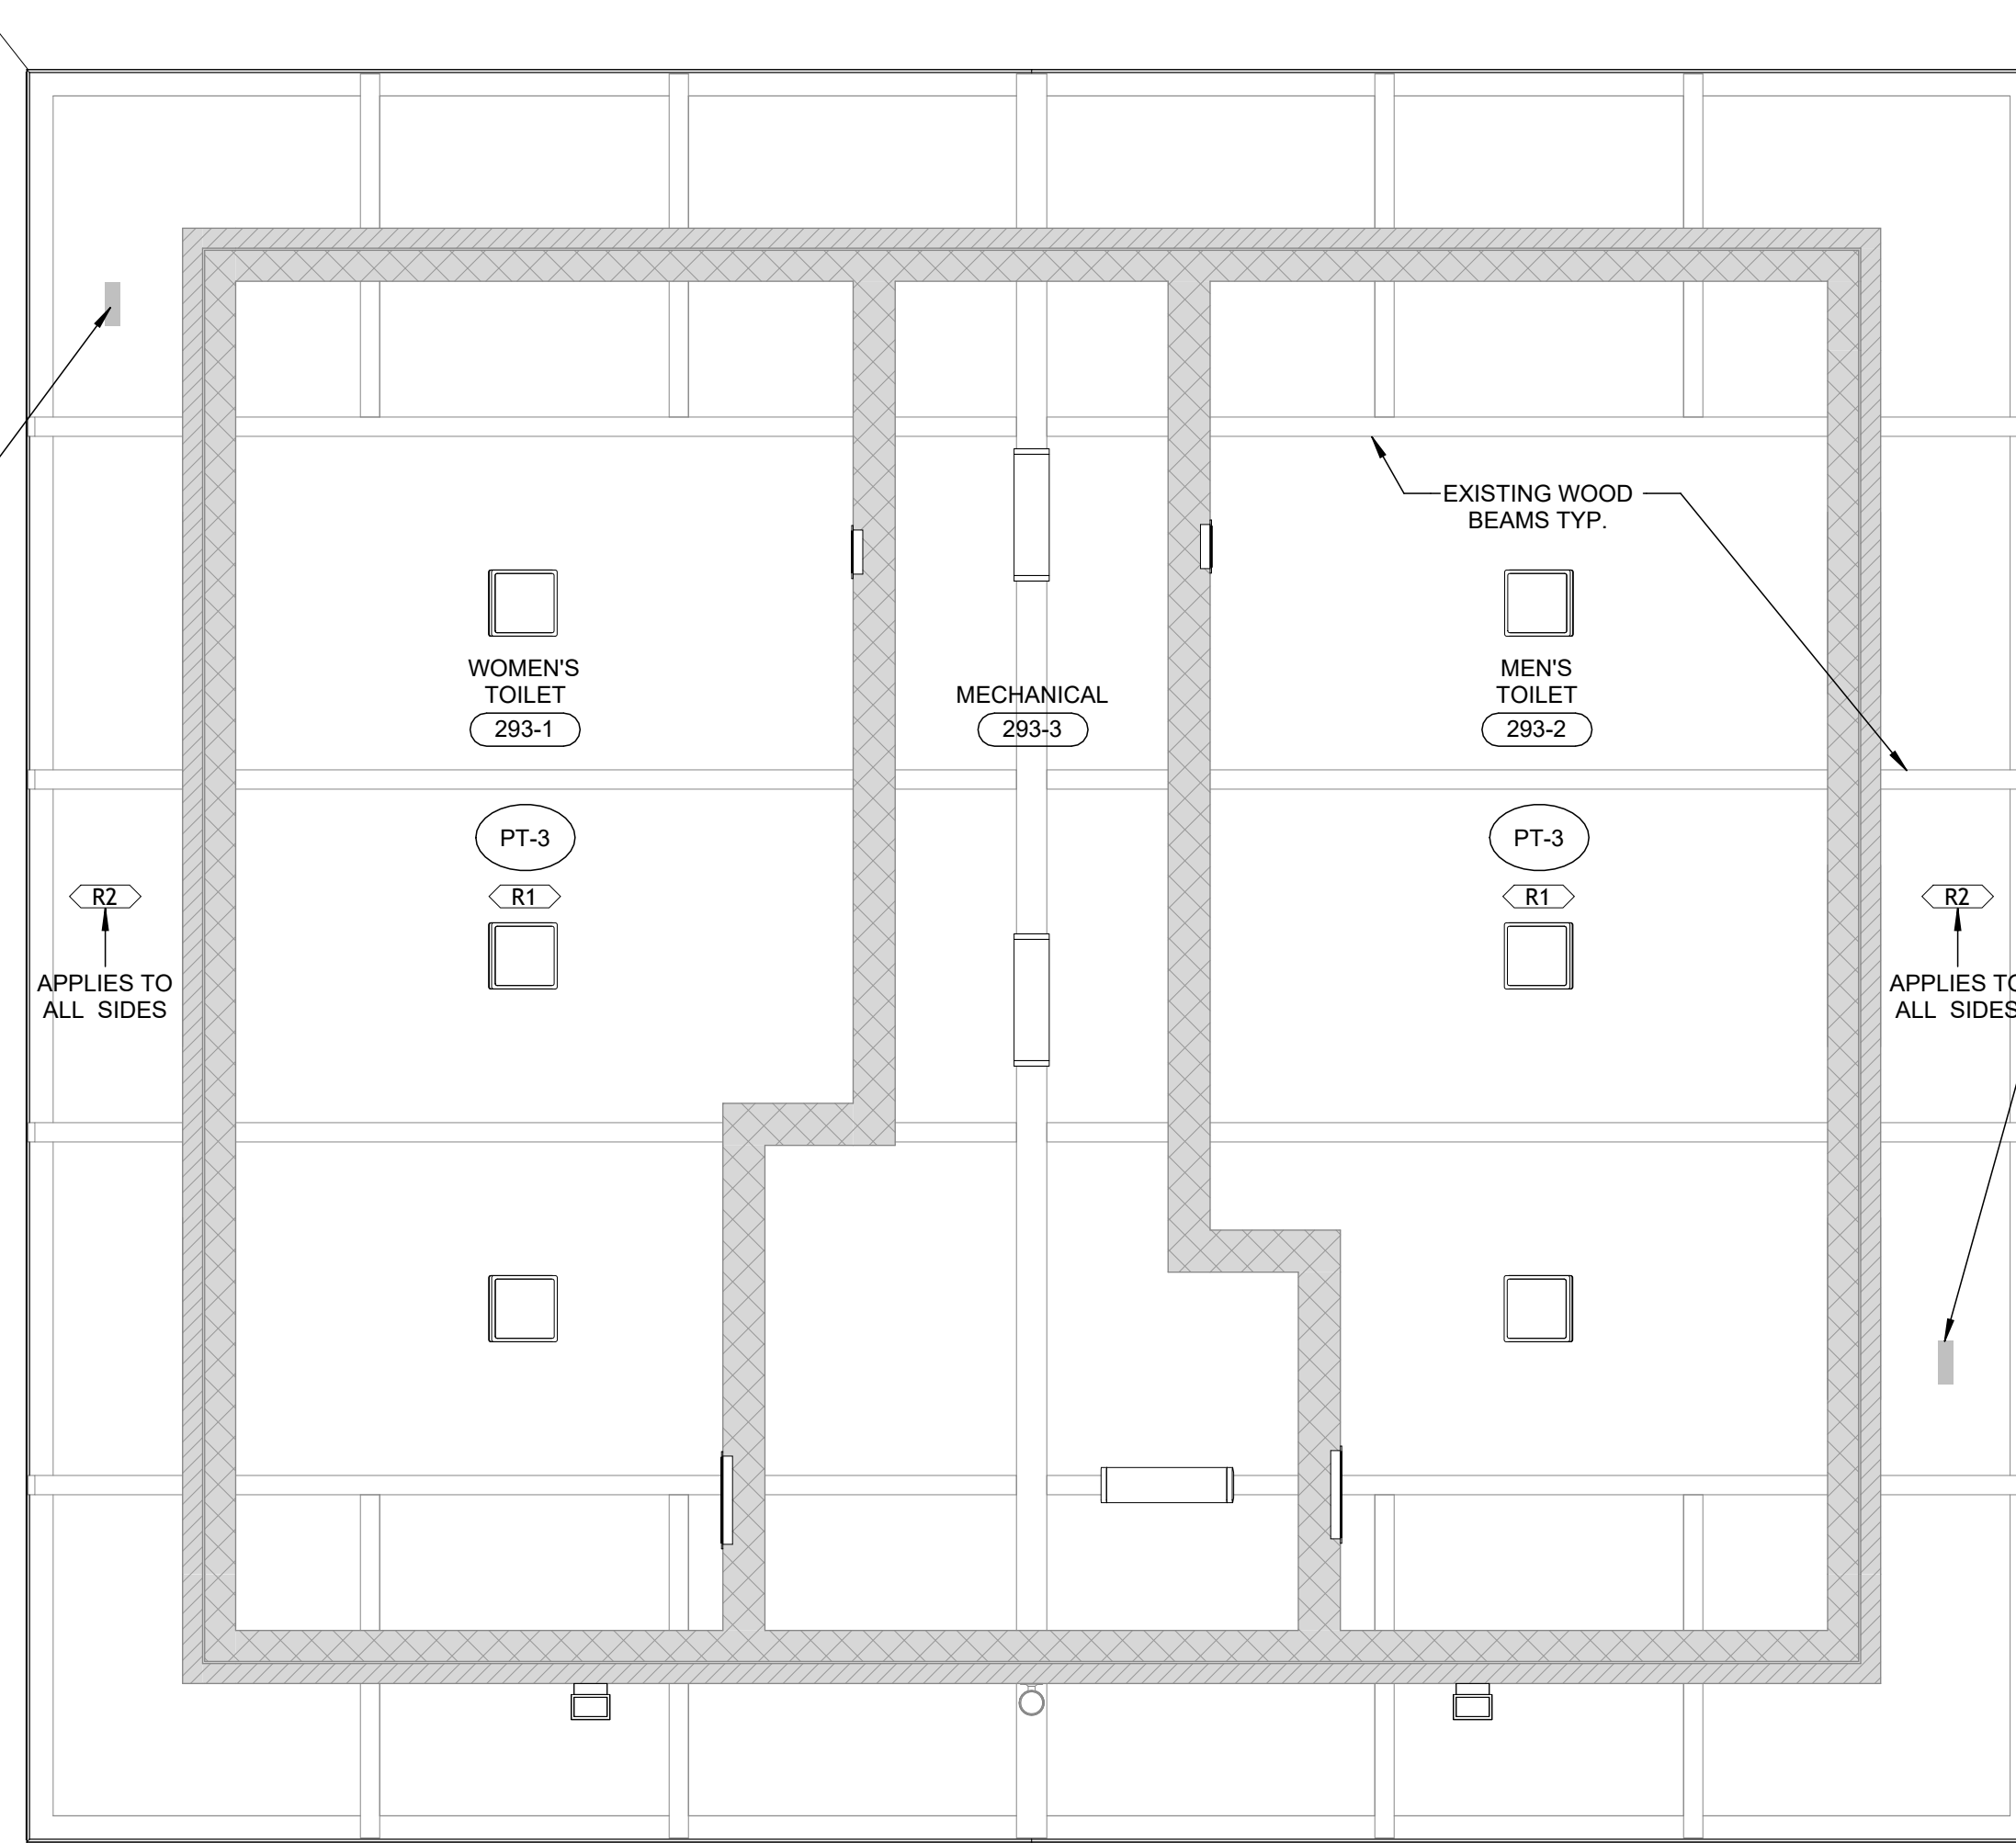 EXISTING WOOD
BEAMS TYP.
WOMEN'S
TOILET
293-1
MECHANICAL
293-3
MEN'S
TOILET
293-2
PT-3
PT-3
R2
R1
R1
R2
APPLIES TO
ALL SIDES
APPLIES TO
ALL SIDES